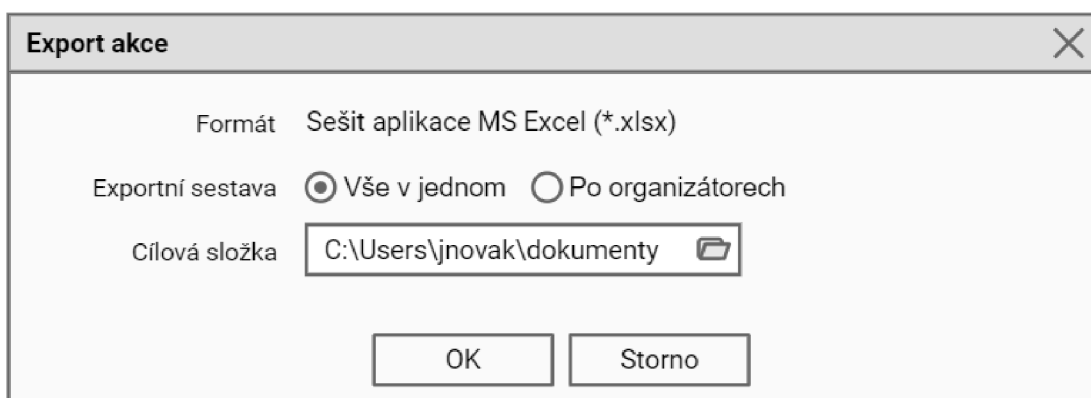 Export akce
Formát Sešit aplikace MS Excel (*.xlsx)
Exportní sestava Vše v jednom Po organizátorech
Cílová složka C:\Users\jnovak\dokumenty
OK Storno